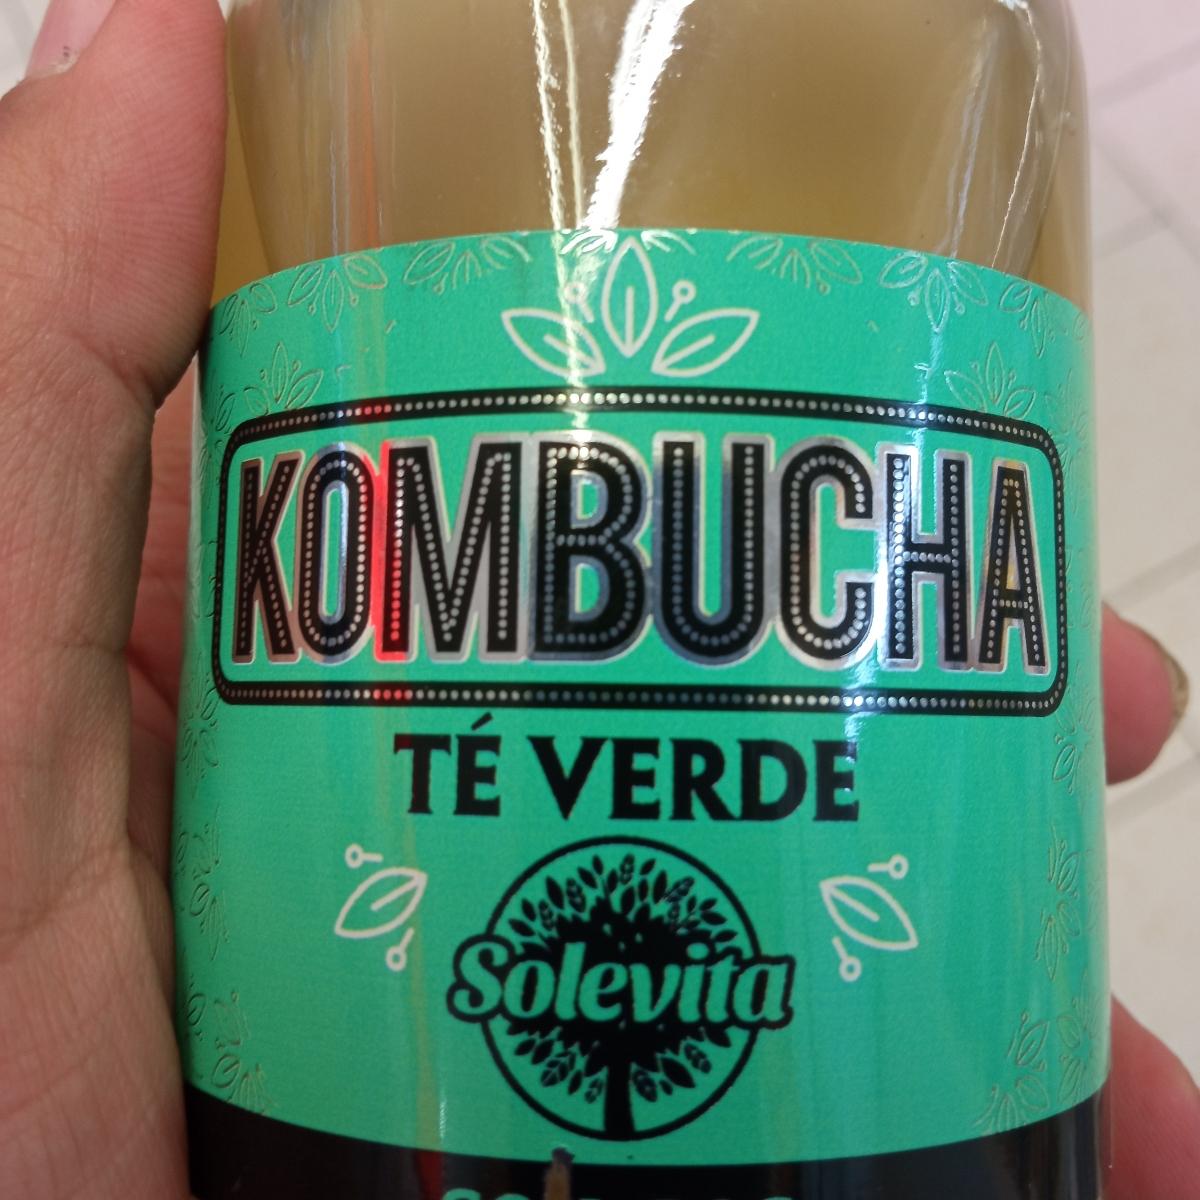 KOMBUCHA
TÉ VERDE
Solevita